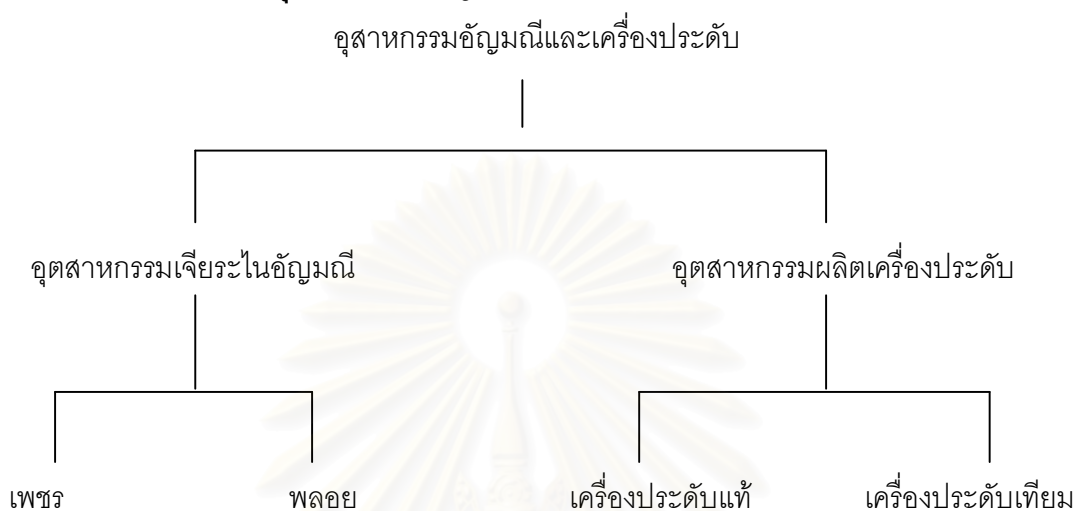 อุสาหกรรมอัญมณีและเครื่องประดับ
อุตสาหกรรมเจียระไนอัญมณี อุตสาหกรรมผลิตเครื่องประดับ
เพชร พลอย เครื่องประดับแท้ เครื่องประดับเทียม